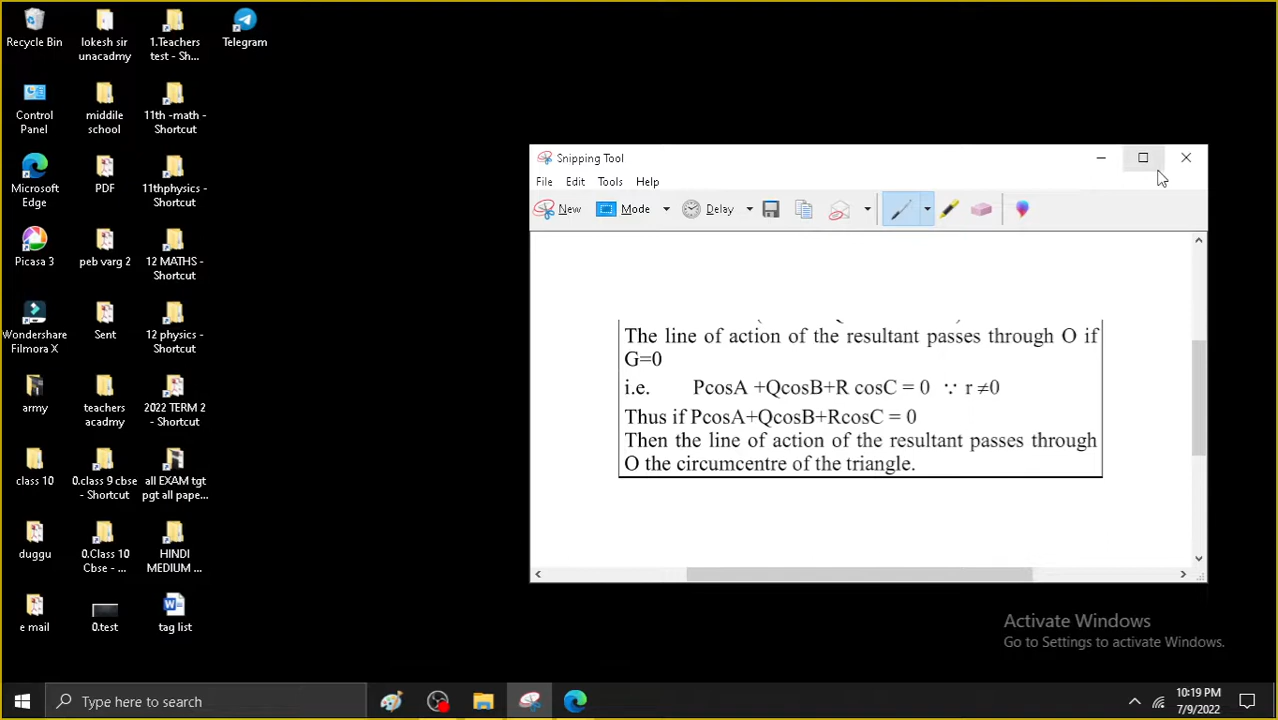 Recycle Bin
lokesh sir unacadmy
1.Teachers test - Sh...
Telegram
Control Panel
middile school
11th -math - Shortcut
Microsoft Edge
PDF
11thphysics - Shortcut
Picasa 3
peb varg 2
12 MATHS - Shortcut
Wondershare Filmora X
Sent
12 physics - Shortcut
army
teachers acadmy
2022 TERM 2 - Shortcut
class 10
0.class 9 cbse - Shortcut
all EXAM tgt pgt all pape...
duggu
0.Class 10 Cbse - ...
HINDI MEDIUM ...
e mail
0.test
tag list
Snipping Tool
File Edit Tools Help
New Mode Delay
The line of action of the resultant passes through O if
G=0
i.e. PcosA +QcosB+R cosC = 0 ∵ r ≠0
Thus if PcosA+QcosB+RcosC = 0
Then the line of action of the resultant passes through
O the circumcentre of the triangle.
Activate Windows
Go to Settings to activate Windows.
Type here to search
10:19 PM
7/9/2022